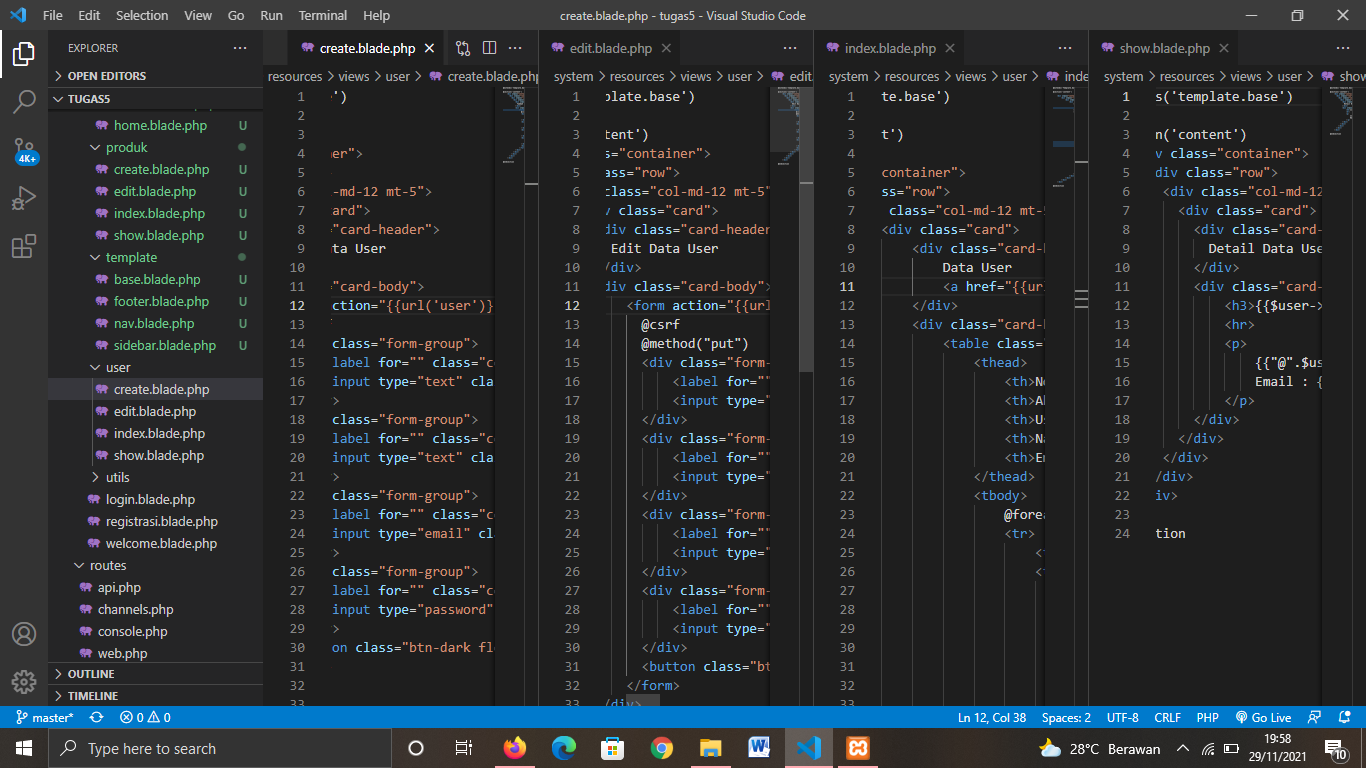 File Edit Selection View Go Run Terminal Help
create.blade.php - tugas5 - Visual Studio Code
EXPLORER
OPEN EDITORS
TUGAS5
home.blade.php U
produk
create.blade.php U
edit.blade.php U
index.blade.php U
show.blade.php U
template
base.blade.php U
footer.blade.php U
nav.blade.php U
sidebar.blade.php U
user
create.blade.php
edit.blade.php
index.blade.php
show.blade.php
utils
login.blade.php
registrasi.blade.php
welcome.blade.php
routes
api.php
channels.php
console.php
web.php
OUTLINE
TIMELINE
4K+
create.blade.php
resources > views > user > create.blade.php
1 ')
2
3
4 er">
5
6 -md-12 mt-5">
7 ard">
8 "card-header">
9 ta User
10
11 "card-body">
12 ction="{{url('user')}
13
14 class="form-group">
15 label for="" class="c
16 input type="text" cla
17 >
18 class="form-group">
19 label for="" class="c
20 input type="text" cla
21 >
22 class="form-group">
23 label for="" class="c
24 input type="email" cl
25 >
26 class="form-group">
27 label for="" class="c
28 input type="password"
29 >
30 on class="btn-dark fl
31
32
33
edit.blade.php
system > resources > views > user > edit.
1 plate.base')
2
3 tent')
4 s="container">
5 ass="row">
6 class="col-md-12 mt-5"
7 v class="card">
8 div class="card-header
9 Edit Data User
10 /div>
11 div class="card-body">
12 <form action="{{url
13 @csrf
14 @method("put")
15 <div class="form-
16 <label for=""
17 <input type="
18 </div>
19 <div class="form-
20 <label for=""
21 <input type="
22 </div>
23 <div class="form-
24 <label for=""
25 <input type="
26 </div>
27 <div class="form-
28 <label for=""
29 <input type="
30 </div>
31 <button class="bt
32 </form>
33 /div>
index.blade.php
system > resources > views > user > inde
1 te.base')
2
3 t')
4
5 container">
6 ss="row">
7 class="col-md-12 mt-5
8 <div class="card">
9 <div class="card-h
10 Data User
11 <a href="{{ur
12 </div>
13 <div class="card-b
14 <table class="
15 <thead>
16 <th>No
17 <th>Ak
18 <th>Us
19 <th>Na
20 <th>Em
21 </thead>
22 <tbody>
23 @forea
24 <tr>
25 <t
26 <t
27
28
29
30
31
32
show.blade.php
system > resources > views > user > show
1 s('template.base')
2
3 n('content')
4 v class="container">
5 div class="row">
6 <div class="col-md-12
7 <div class="card">
8 <div class="card-
9 Detail Data Use
10 </div>
11 <div class="card-
12 <h3>{{$user->
13 <hr>
14 <p>
15 {{"@".$us
16 Email : {
17 </p>
18 </div>
19 </div>
20 </div>
21 /div>
22 iv>
23
24 tion
master* 0 0
Ln 12, Col 38 Spaces: 2 UTF-8 CRLF PHP Go Live
Type here to search
28°C Berawan
19:58
29/11/2021
10